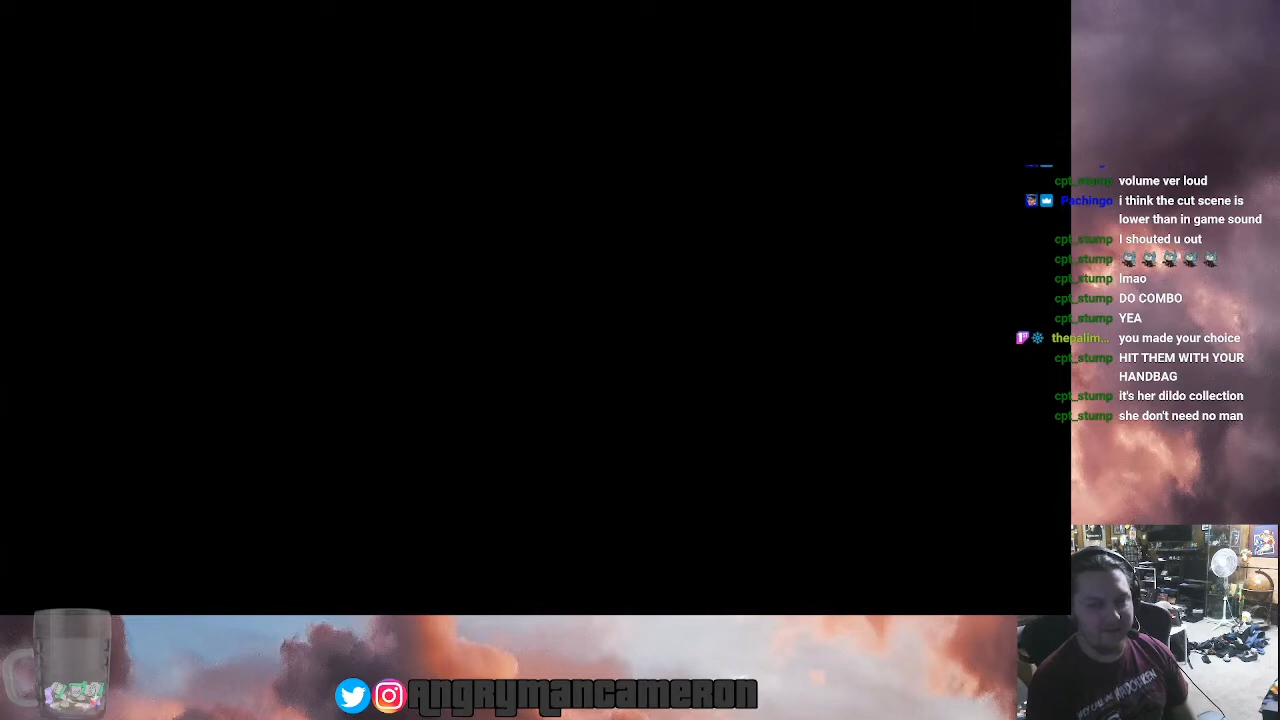 cpt_stump volume ver loud
Pachingo i think the cut scene is
lower than in game sound
cpt_stump I shouted u out
cpt_stump
cpt_stump lmao
cpt_stump DO COMBO
cpt_stump YEA
thepalim... you made your choice
cpt_stump HIT THEM WITH YOUR
HANDBAG
cpt_stump it's her dildo collection
cpt_stump she don't need no man
AngryManCameron